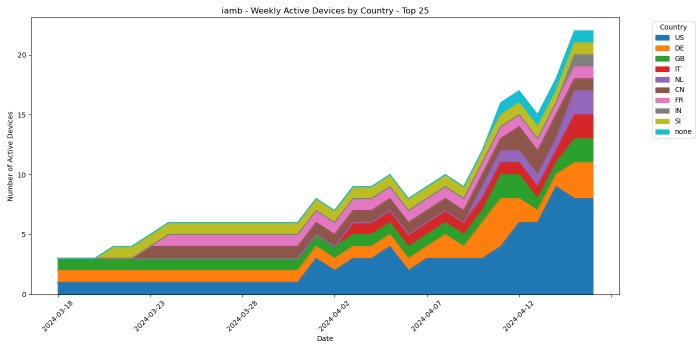 iamb - Weekly Active Devices by Country - Top 25
Number of Active Devices
20
15
10
5
0
2024-03-18
2024-03-23
2024-03-28
2024-04-02
2024-04-07
2024-04-12
Date
Country
US
DE
GB
IT
NL
CN
FR
IN
SI
none